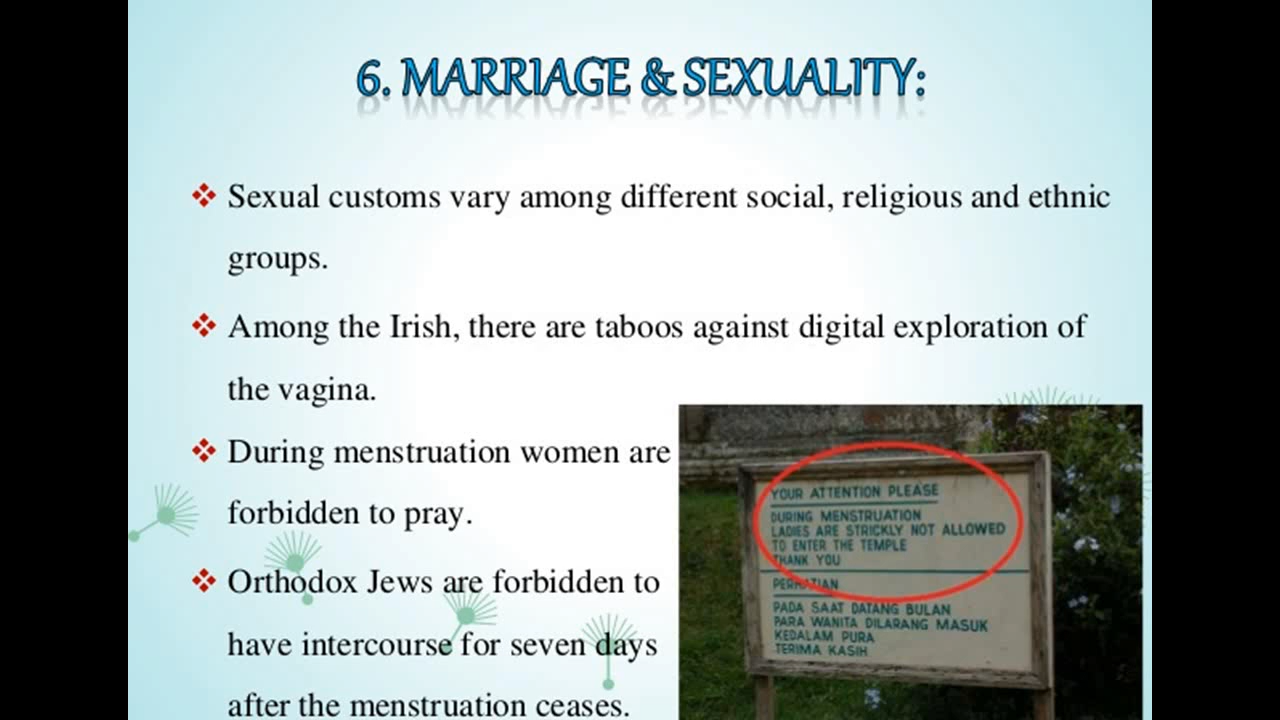 6. MARRIAGE & SEXUALITY:
Sexual customs vary among different social, religious and ethnic
groups.
Among the Irish, there are taboos against digital exploration of
the vagina.
During menstruation women are
forbidden to pray.
Orthodox Jews are forbidden to
have intercourse for seven days
after the menstruation ceases.
YOUR ATTENTION PLEASE
DURING MENSTRUATION
LADIES ARE STRICKLY NOT ALLOWED
TO ENTER THE TEMPLE
THANK YOU
PERHATIAN
PADA SAAT DATANG BULAN
PARA WANITA DILARANG MASUK
KEDALAM PURA
TERIMA KASIH